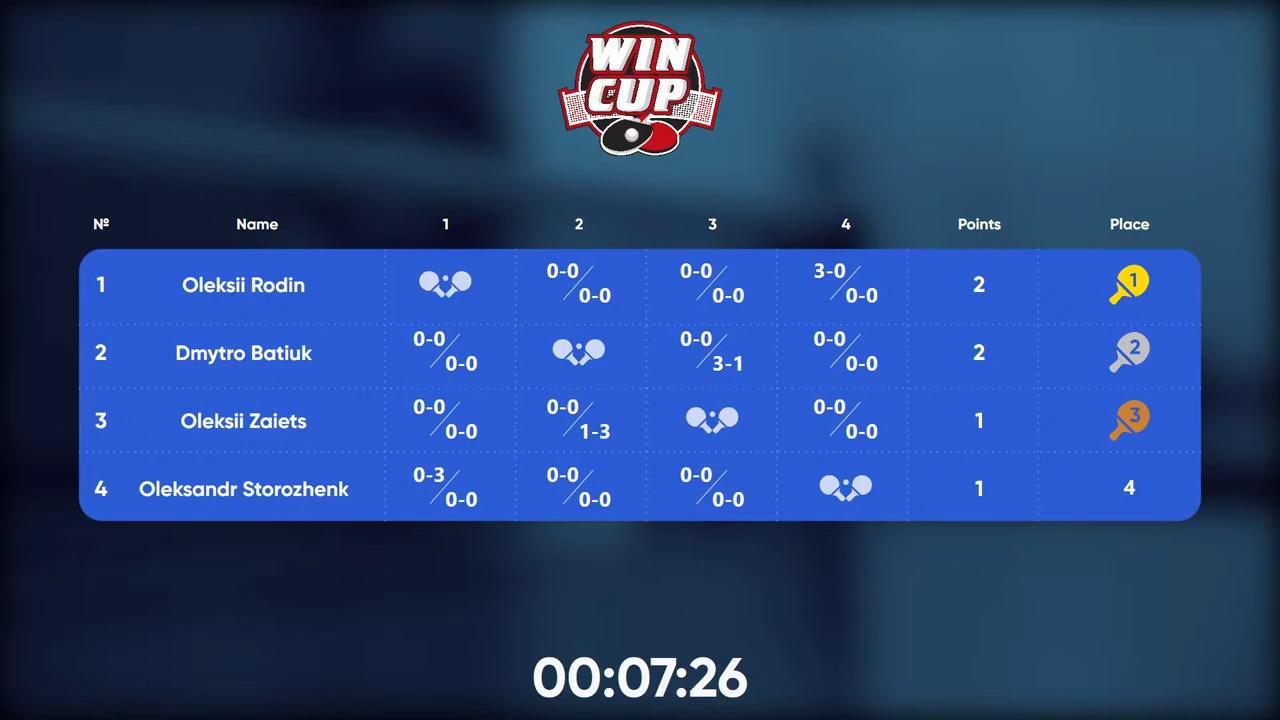 WIN
CUP
№ Name 1 2 3 4 Points Place
1 Oleksii Rodin 0-0/0-0 0-0/0-0 3-0/0-0 2 1
2 Dmytro Batiuk 0-0/0-0 0-0/3-1 0-0/0-0 2 2
3 Oleksii Zaiets 0-0/0-0 0-0/1-3 0-0/0-0 1 3
4 Oleksandr Storozhenk 0-3/0-0 0-0/0-0 0-0/0-0 1 4
00:07:26